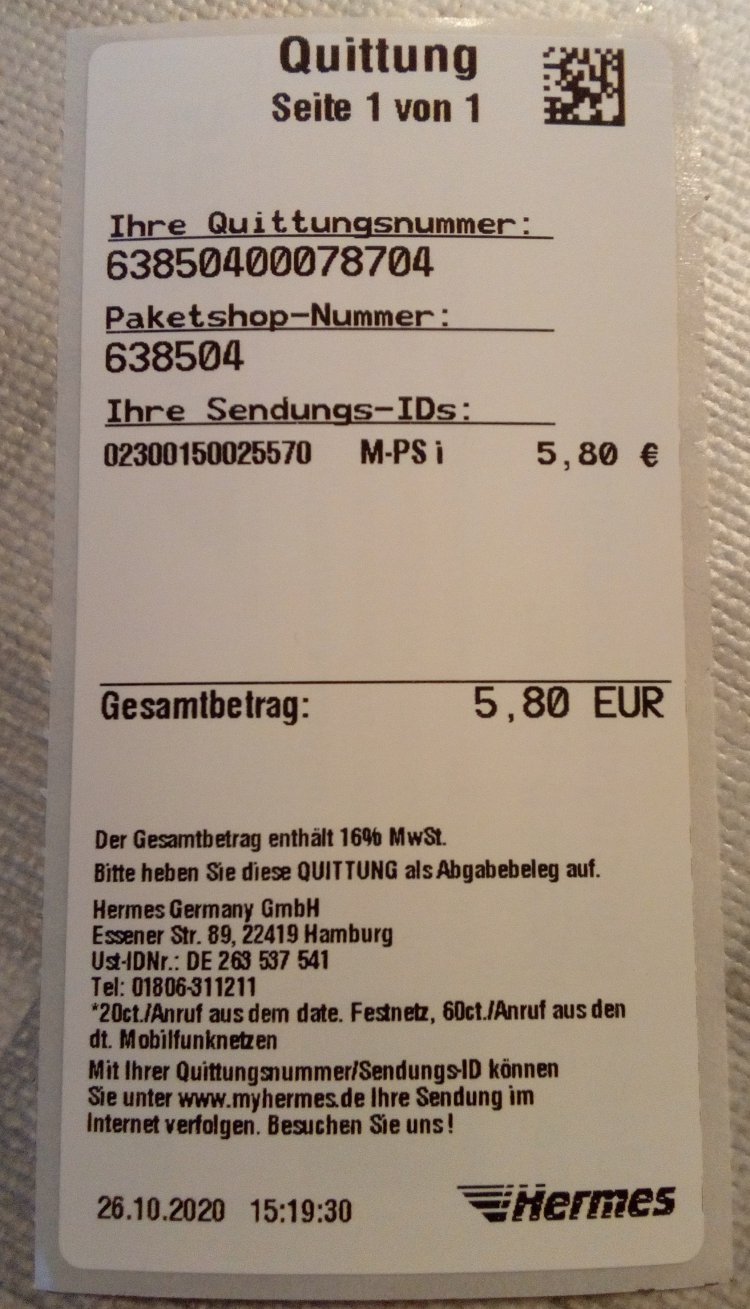 Quittung
Seite 1 von 1
Ihre Quittungsnummer:
63850400078704
Paketshop-Nummer:
638504
Ihre Sendungs-IDs:
02300150025570 M-PS i 5,80 €
Gesamtbetrag: 5,80 EUR
Der Gesamtbetrag enthält 16% MwSt.
Bitte heben Sie diese QUITTUNG als Abgabebeleg auf.
Hermes Germany GmbH
Essener Str. 89, 22419 Hamburg
Ust-IDNr.: DE 263 537 541
Tel: 01806-311211
*20ct./Anruf aus dem date. Festnetz, 60ct./Anruf aus den
dt. Mobilfunknetzen
Mit Ihrer Quittungsnummer/Sendungs-ID können
Sie unter www.myhermes.de Ihre Sendung im
Internet verfolgen. Besuchen Sie uns!
26.10.2020 15:19:30
Hermes